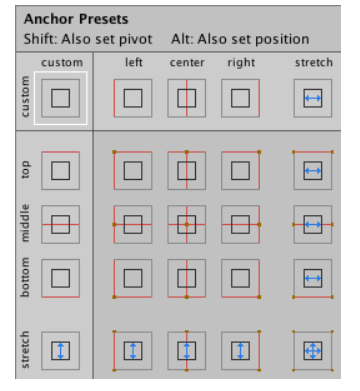 Anchor Presets
Shift: Also set pivot Alt: Also set position
custom left center right stretch
custom
top
middle
bottom
stretch